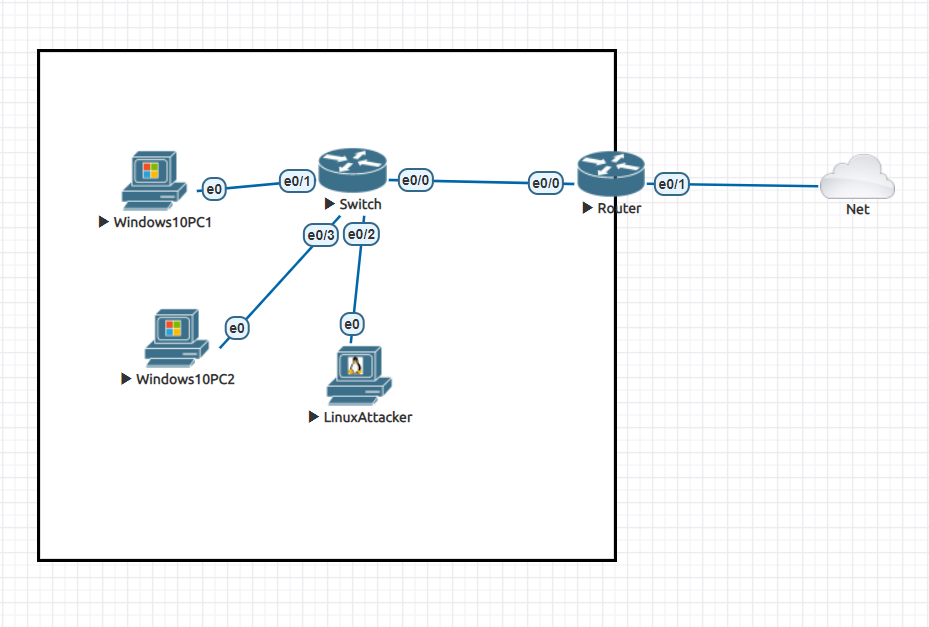 e0
e0/1
e0/0
e0/0
e0/1
Switch
Router
Net
Windows10PC1
e0/3
e0/2
e0
e0
Windows10PC2
LinuxAttacker